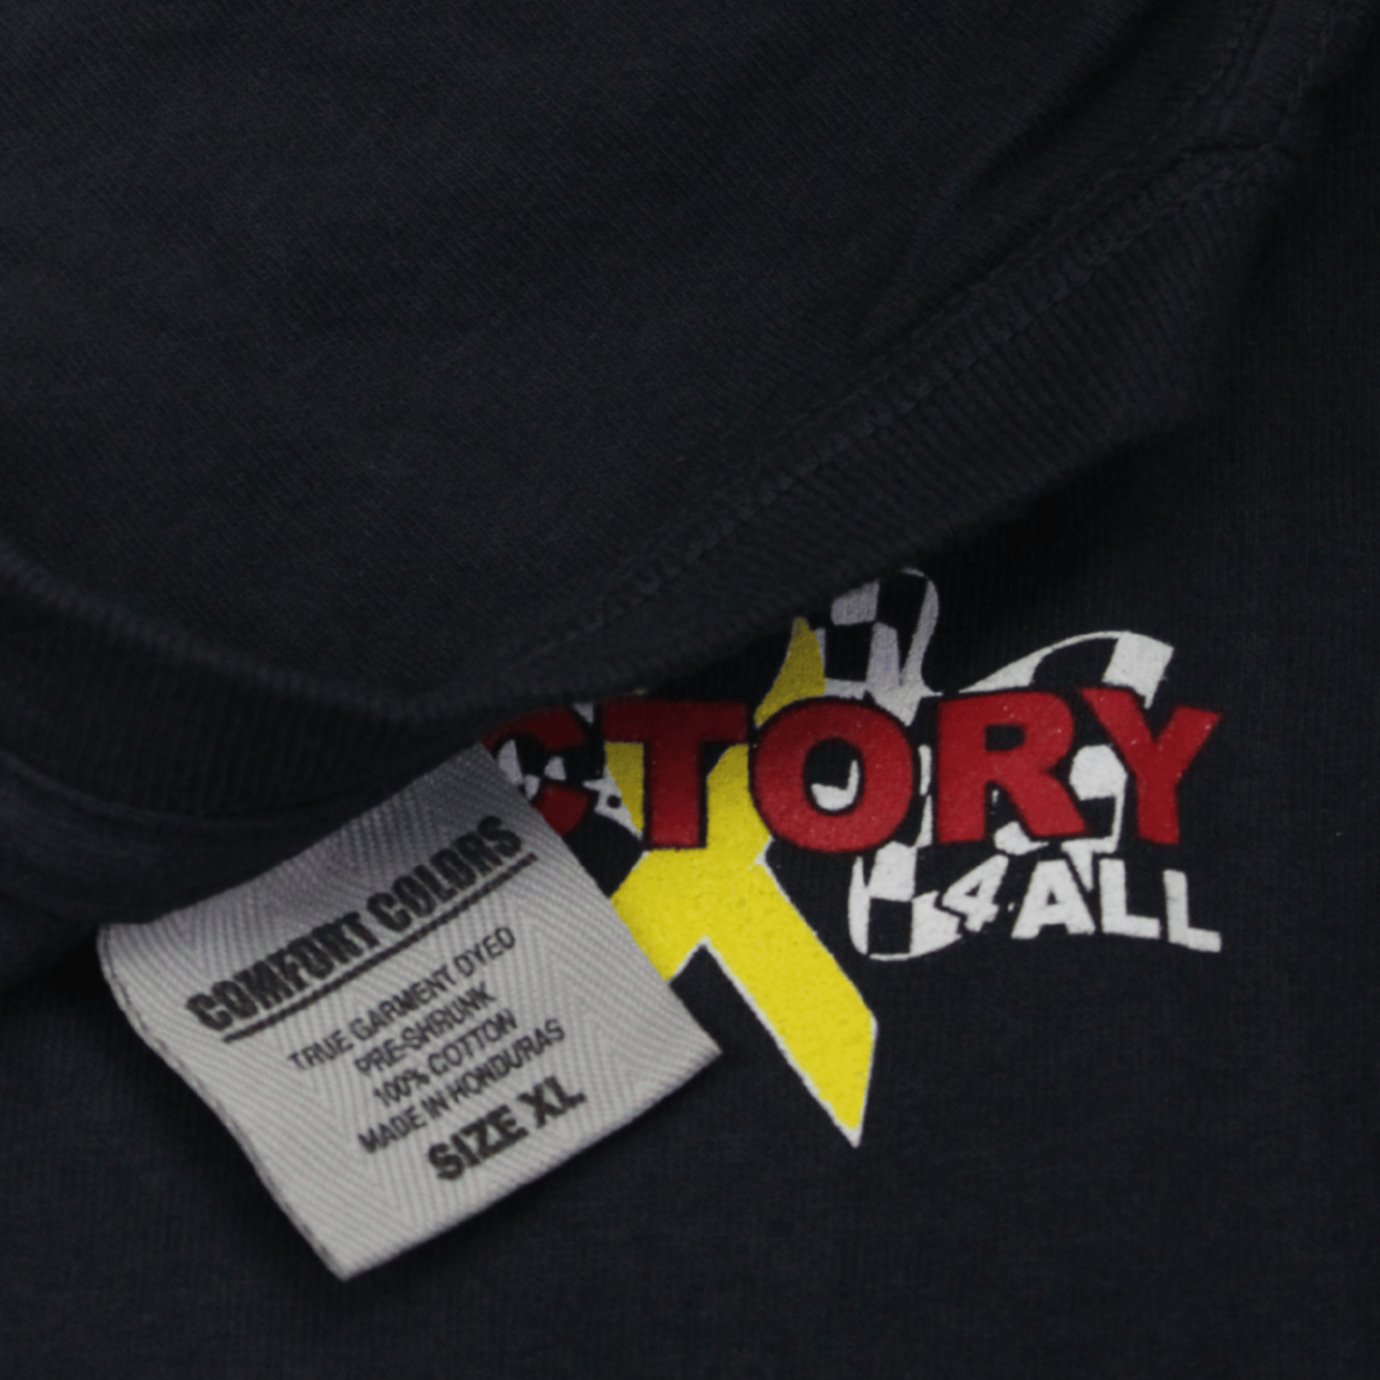 CTORY
4 ALL
COMFORT COLORS
TRUE GARMENT DYED
PRE-SHRUNK
100% COTTON
MADE IN HONDURAS
SIZE XL